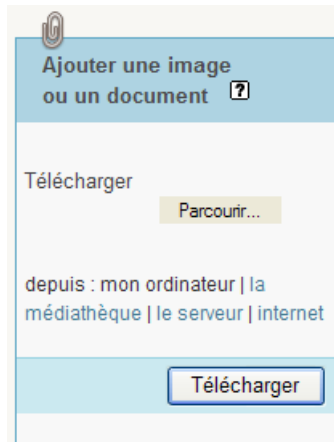 Ajouter une image
ou un document ?
Télécharger
Parcourir...
depuis : mon ordinateur | la
médiathèque | le serveur | internet
Télécharger